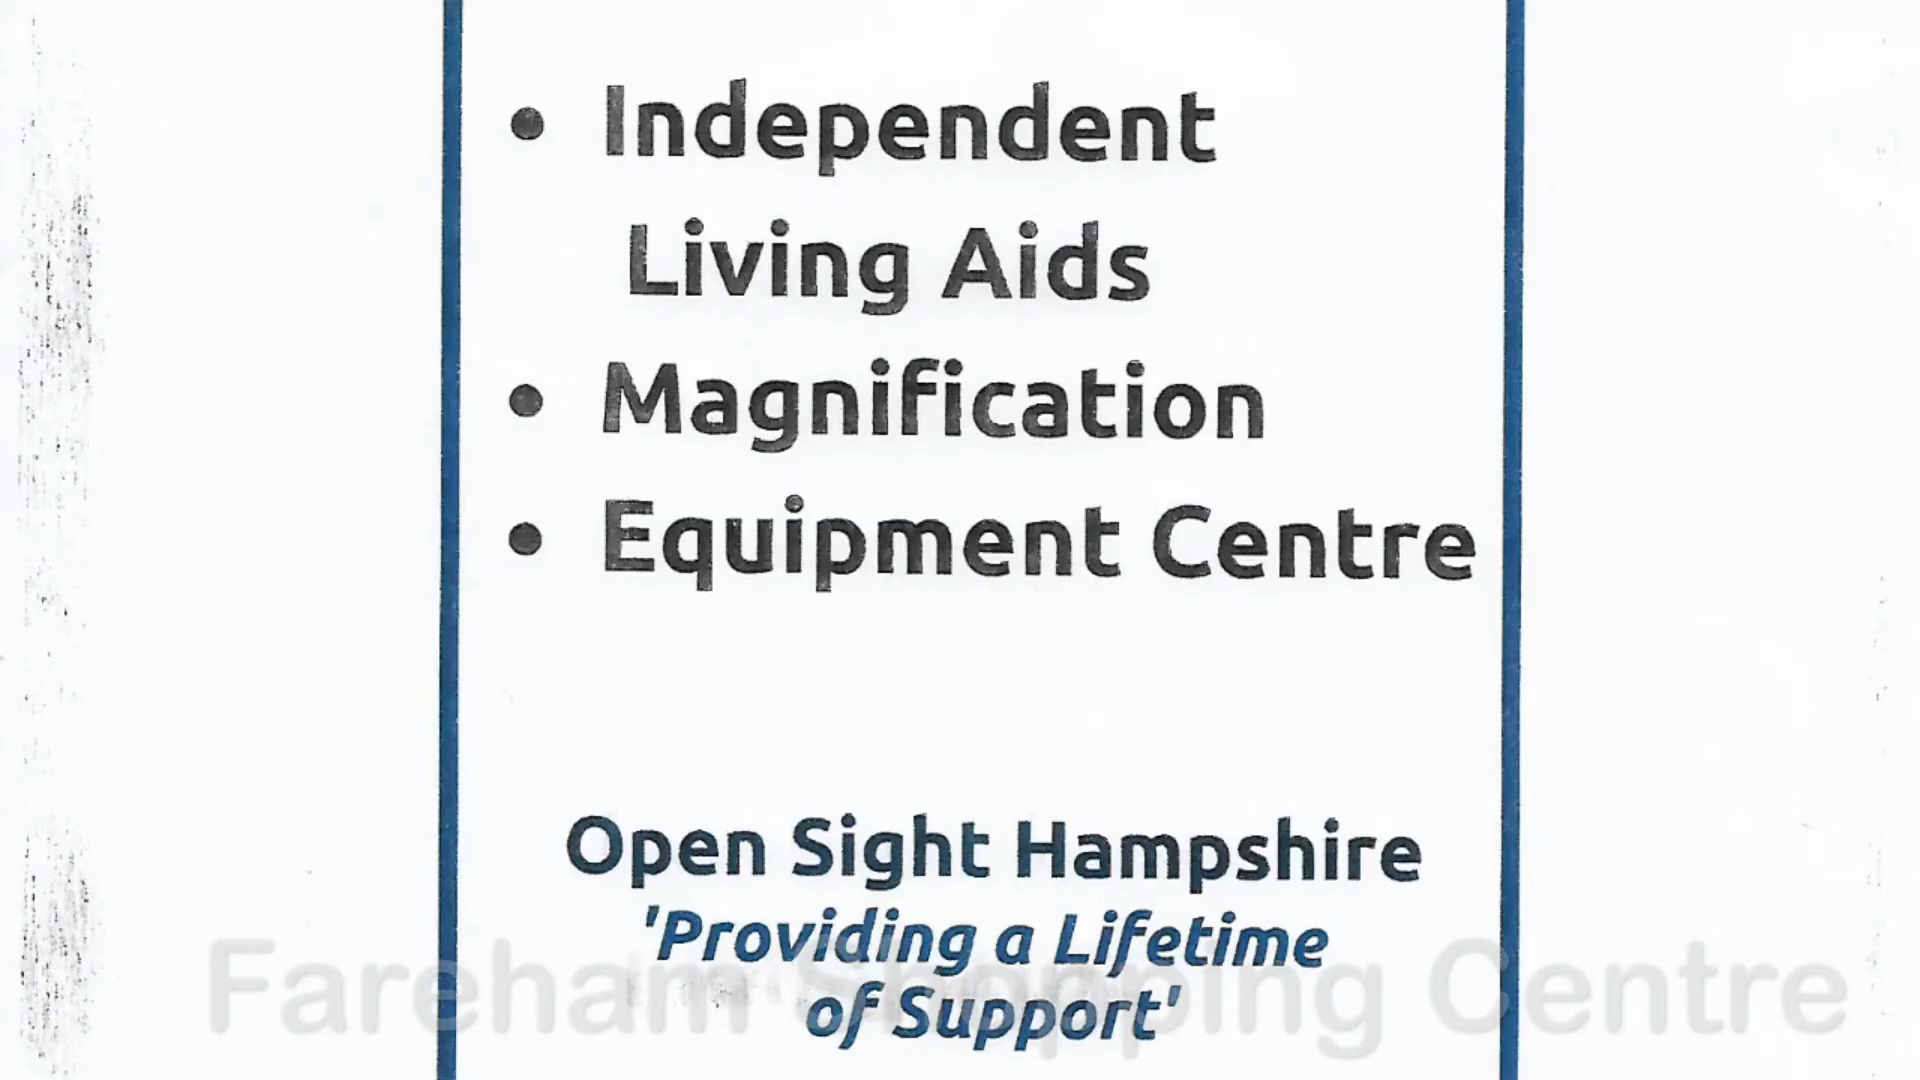 • Independent
Living Aids
• Magnification
• Equipment Centre
Open Sight Hampshire
'Providing a Lifetime
of Support'
Fareham Shopping Centre